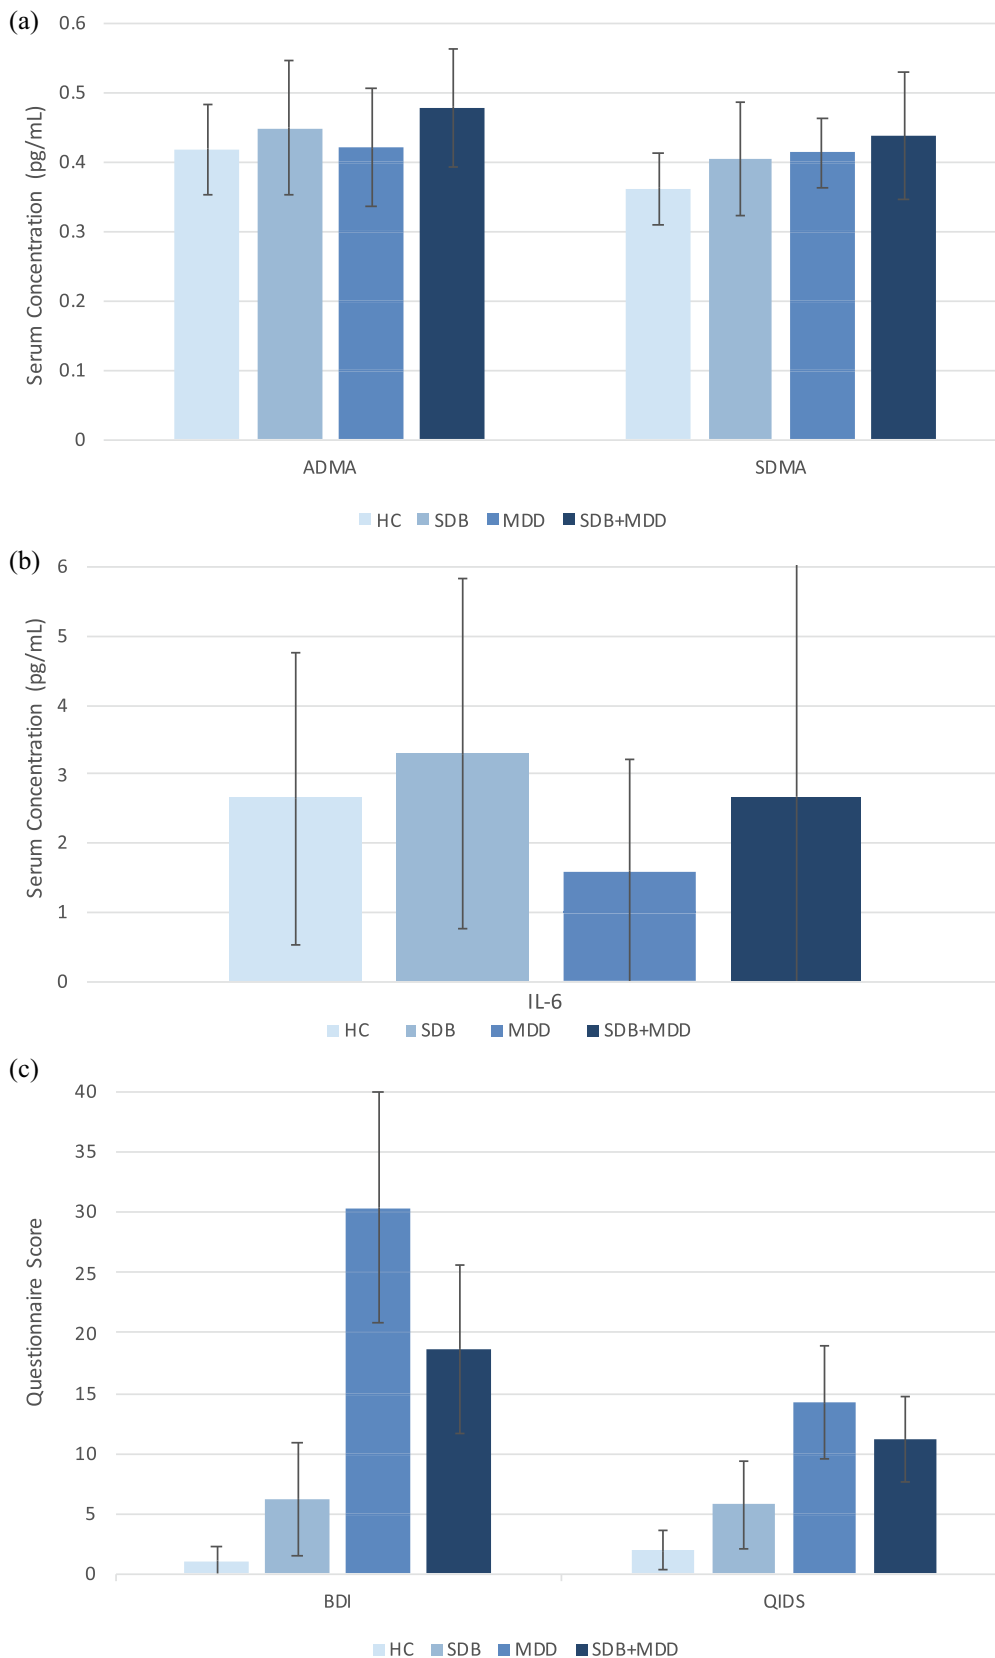 (a)
0.6
0.5
0.4
0.3
0.2
0.1
0
Serum Concentration (pg/mL)
ADMA SDMA
HC SDB MDD SDB+MDD
(b)
6
5
4
3
2
1
0
Serum Concentration (pg/mL)
IL-6
HC SDB MDD SDB+MDD
(c)
40
35
30
25
20
15
10
5
0
Questionnaire Score
BDI QIDS
HC SDB MDD SDB+MDD